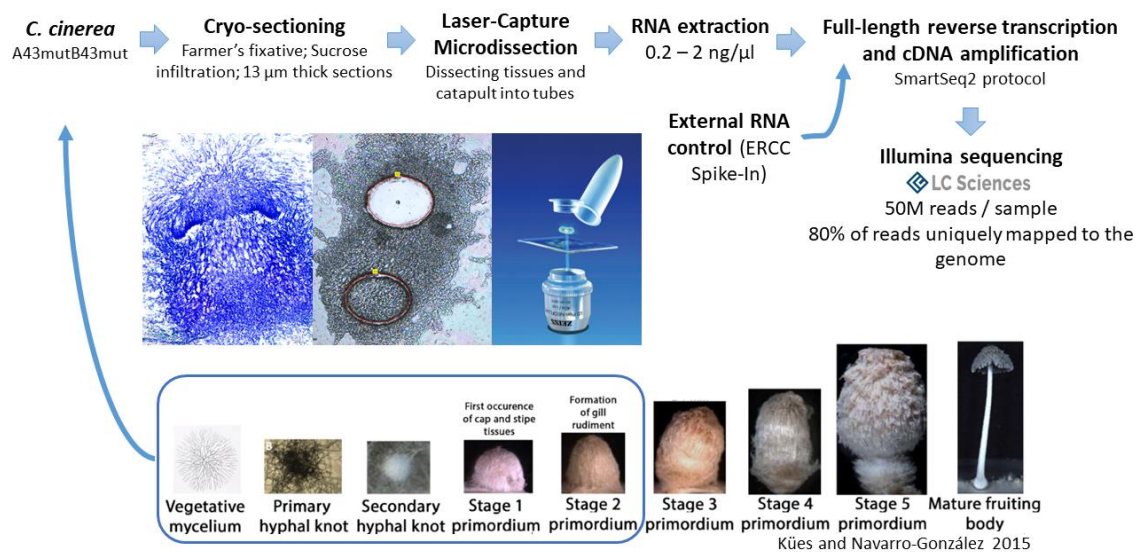 C. cinerea
A43mutB43mut
Cryo-sectioning
Farmer's fixative; Sucrose
infiltration; 13 µm thick sections
Laser-Capture
Microdissection
Dissecting tissues and
catapult into tubes
RNA extraction
0.2 – 2 ng/µl
Full-length reverse transcription
and cDNA amplification
SmartSeq2 protocol
External RNA
control (ERCC
Spike-In)
Illumina sequencing
LC Sciences
50M reads / sample
80% of reads uniquely mapped to the
genome
ZEISS
First occurence
of cap and stipe
tissues
Formation
of gill
rudiment
B
Vegetative
mycelium
Primary
hyphal knot
Secondary
hyphal knot
Stage 1
primordium
Stage 2
primordium
Stage 3
primordium
Stage 4
primordium
Stage 5
primordium
Mature fruiting
body
Kües and Navarro-González 2015